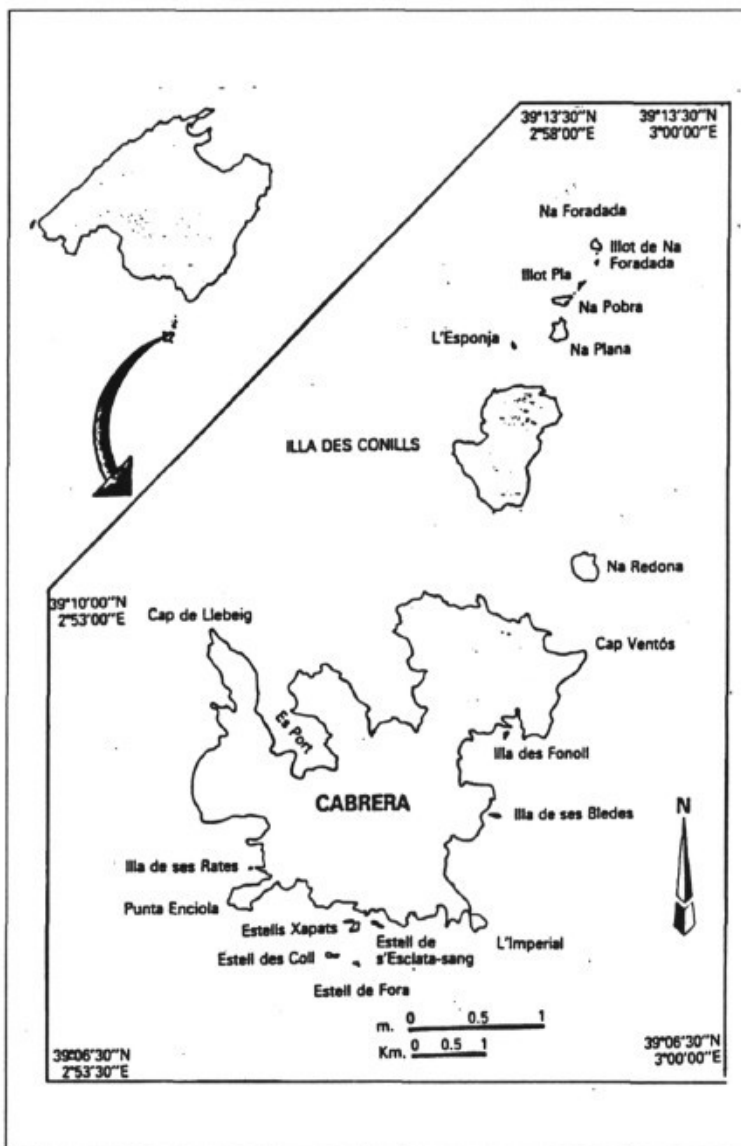 39°13'30''N
2°58'00''E
39°13'30''N
3°00'00''E
Na Foradada
Illot de Na
Foradada
Illot Pla
Na Pobra
L'Esponja
Na Plana
ILLA DES CONILLS
Na Redona
39°10'00''N
2°53'00''E
Cap de Llebeig
Cap Ventós
Es Port
Illa des Fonoll
CABRERA
Illa de ses Bledes
N
Illa de ses Rates
Punta Enciola
Estells Xapats
Estell de
s'Esclata-sang
L'Imperial
Estell des Coll
Estell de Fora
m. 0 0.5 1
Km. 0 0.5 1
39°06'30''N
2°53'30''E
39°06'30''N
3°00'00''E